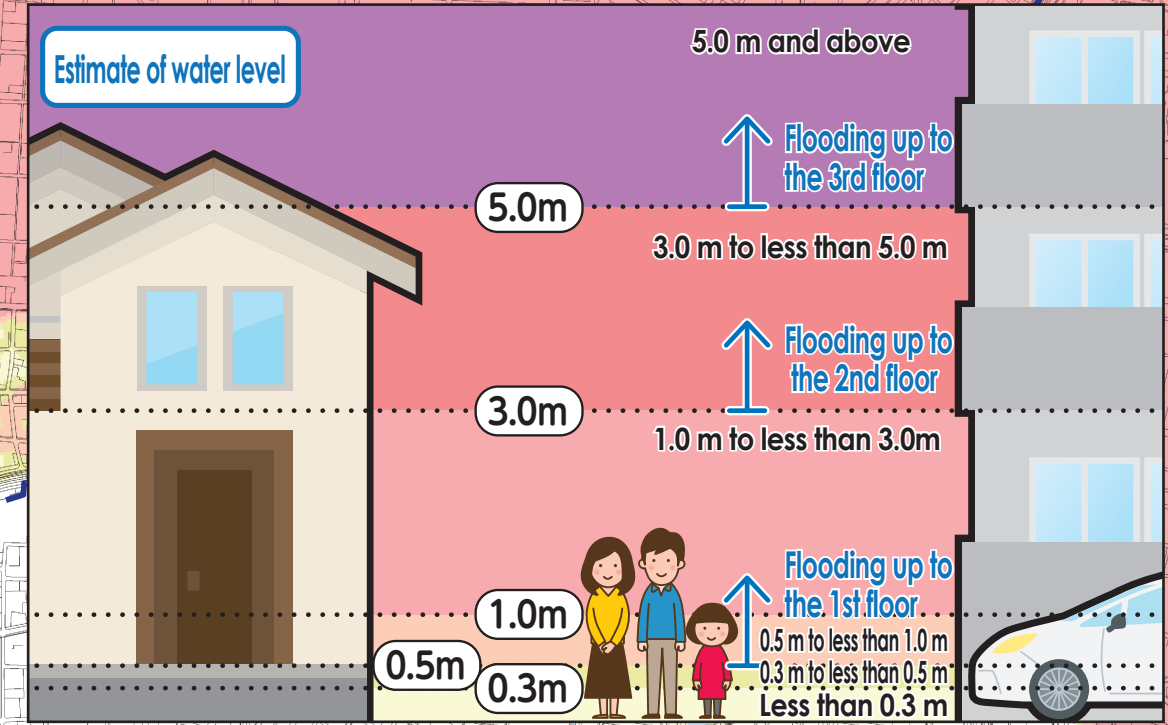 Estimate of water level
5.0 m and above
Flooding up to
the 3rd floor
5.0m
3.0 m to less than 5.0 m
Flooding up to
the 2nd floor
3.0m
1.0 m to less than 3.0m
Flooding up to
the 1st floor
1.0m
0.5 m to less than 1.0 m
0.5m
0.3 m to less than 0.5 m
0.3m
Less than 0.3 m